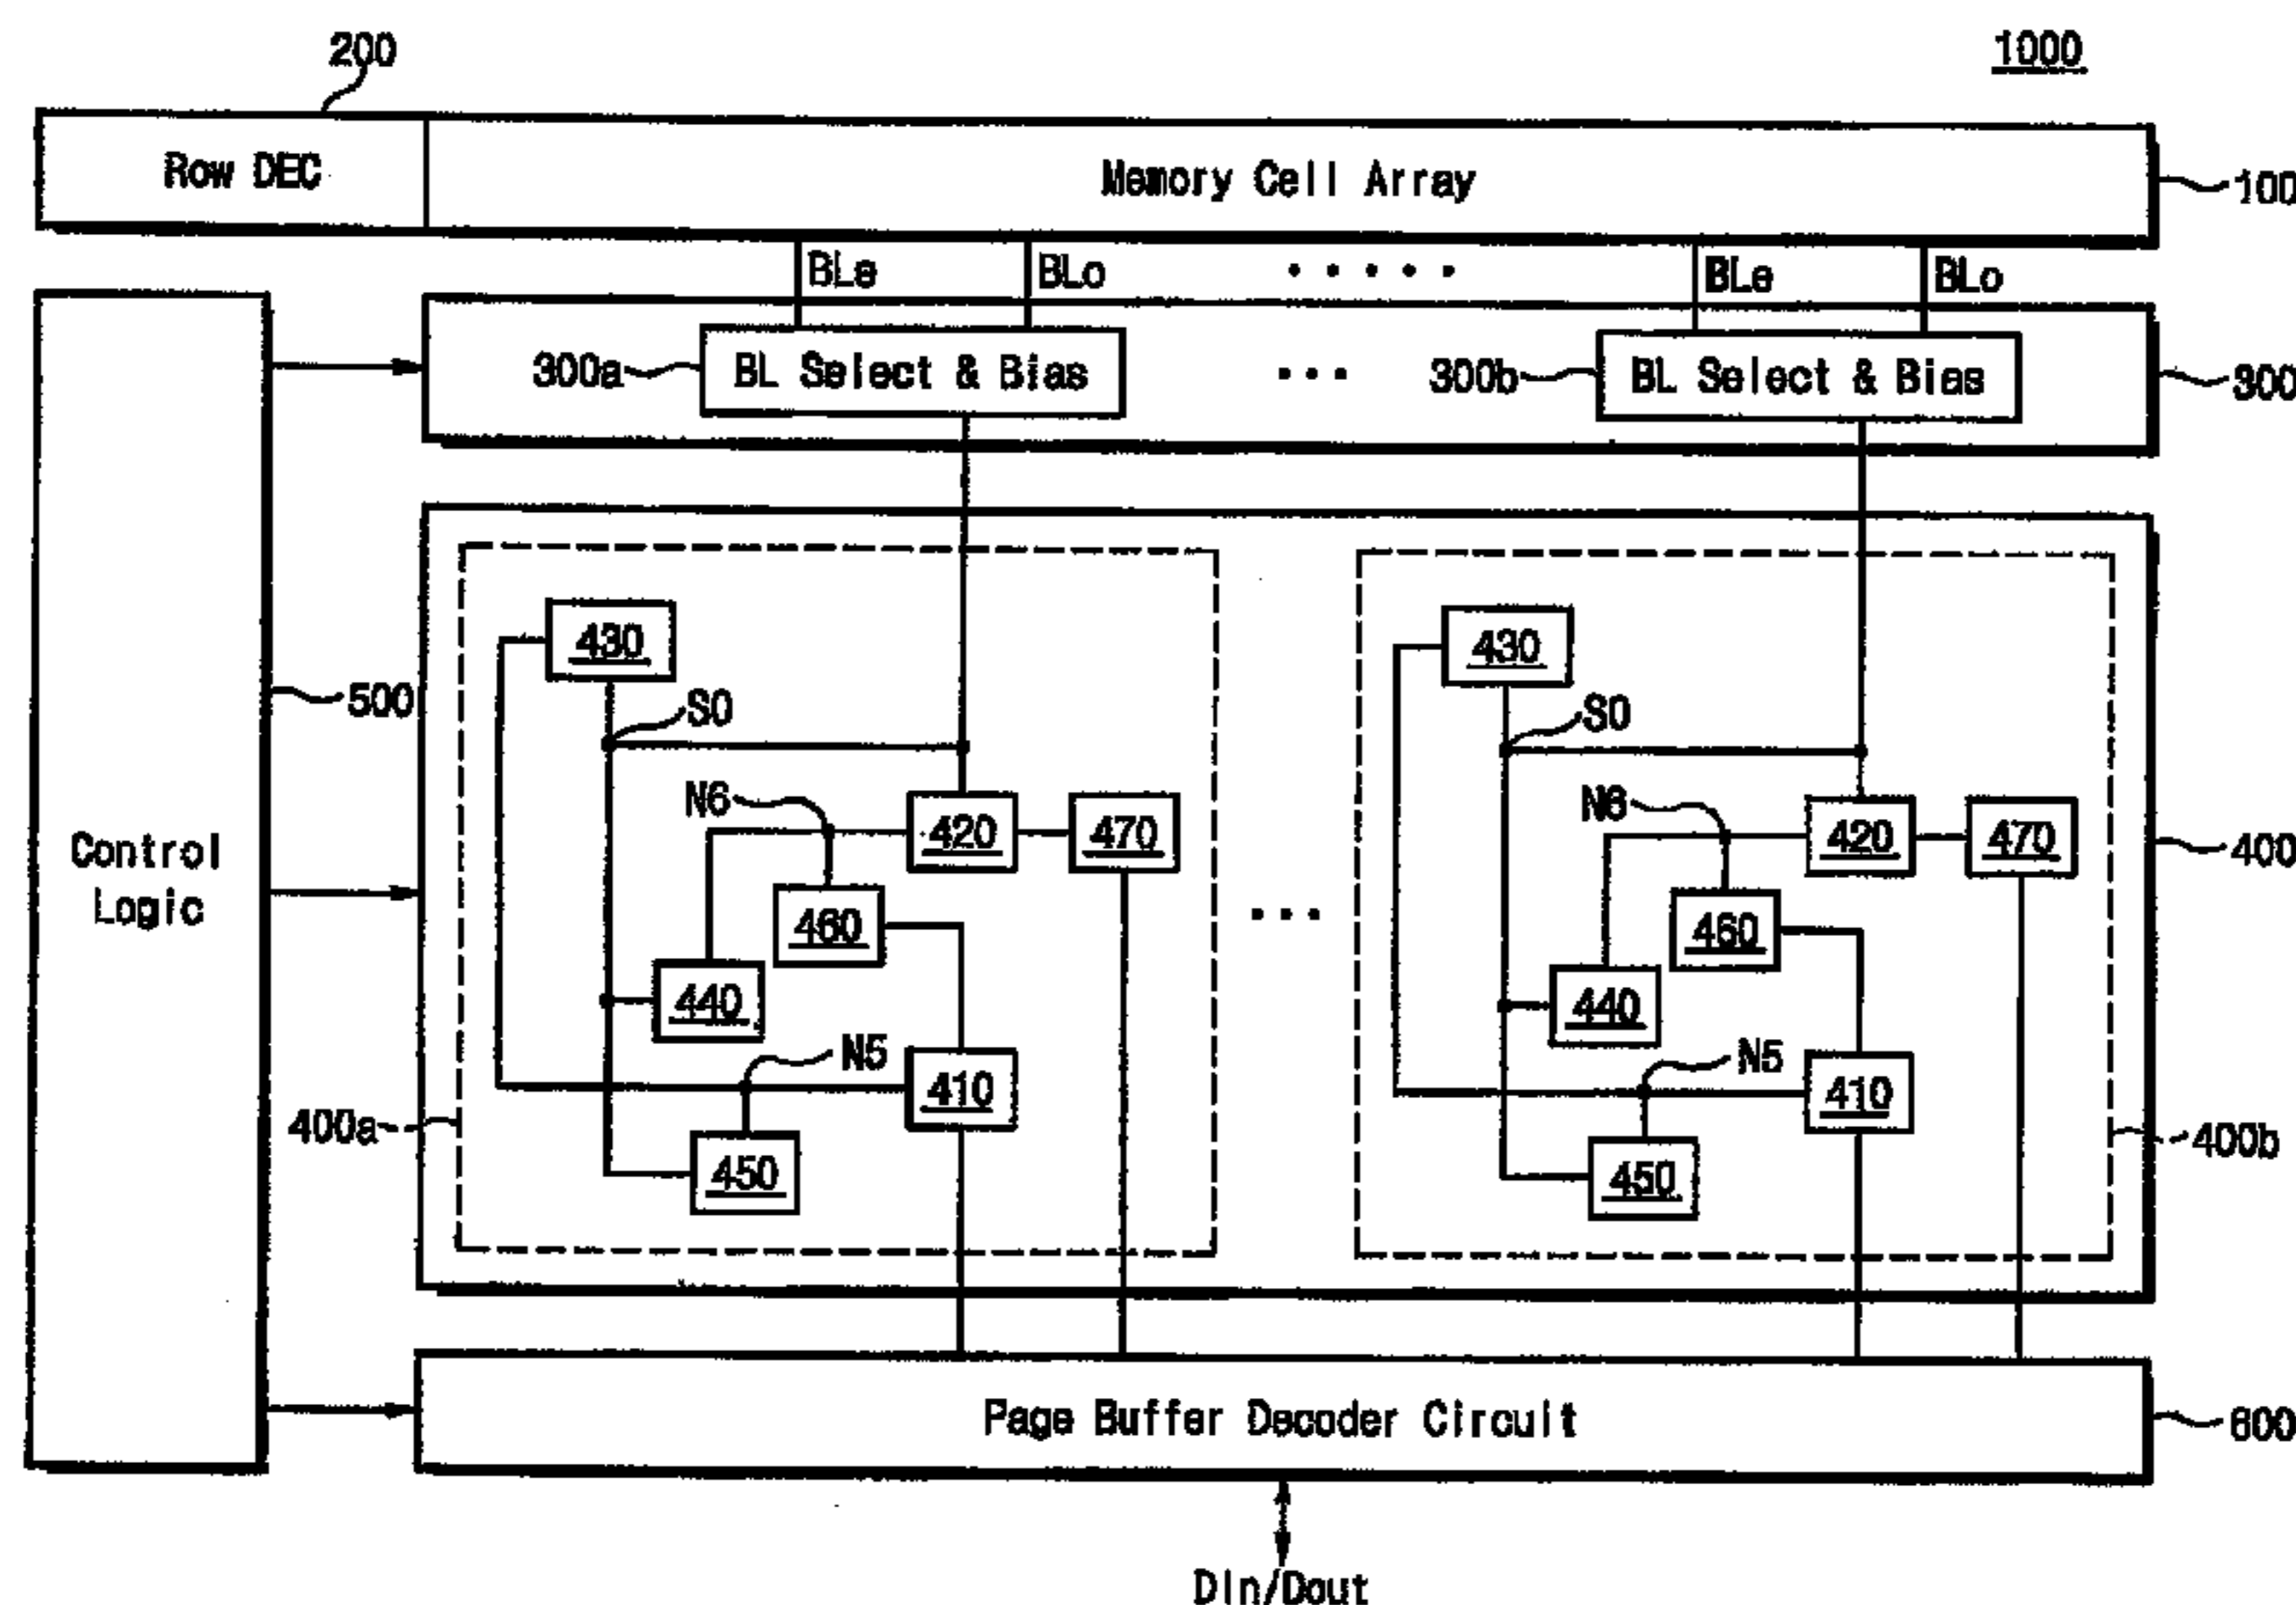 200
1000
Row DEC
Memory Cell Array
100
BLe
BLo
BLe
BLo
300a
BL Select & Bias
300b
BL Select & Bias
300
430
430
500
S0
S0
N6
N6
420
470
420
470
400
Control
Logic
460
460
440
440
N5
N5
410
410
400a
400b
450
450
Page Buffer Decoder Circuit
600
DIn/Dout